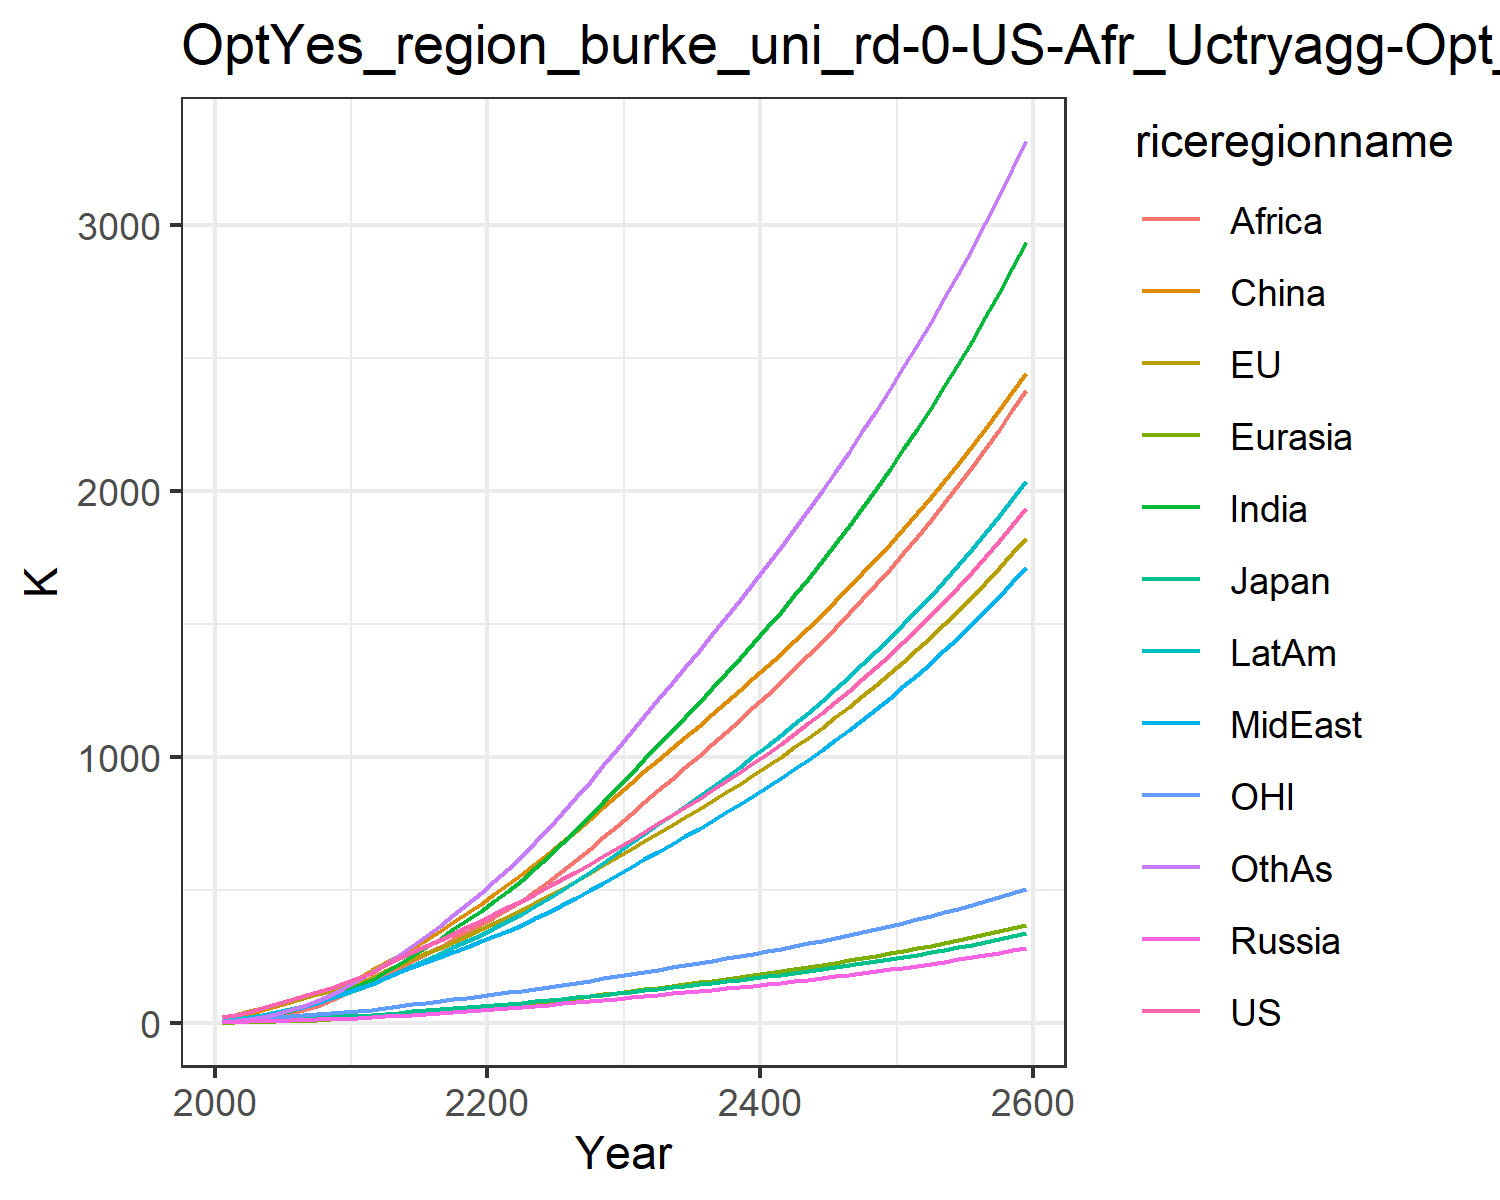 OptYes_region_burke_uni_rd-0-US-Afr_Uctryagg-Opt_
riceregionname
Africa
China
EU
Eurasia
India
Japan
LatAm
MidEast
OHI
OthAs
Russia
US
K
3000
2000
1000
0
2000 2200 2400 2600
Year